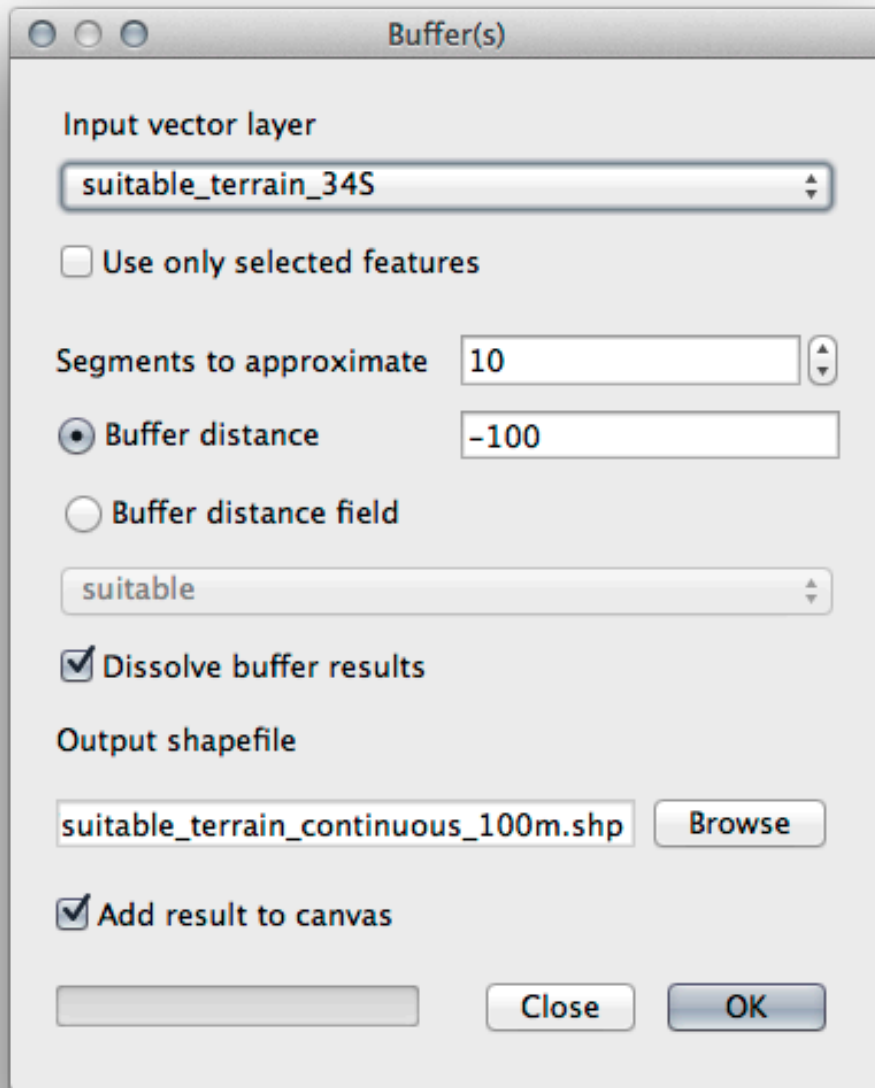 Buffer(s)
Input vector layer
suitable_terrain_34S
Use only selected features
Segments to approximate 10
Buffer distance -100
Buffer distance field
suitable
Dissolve buffer results
Output shapefile
suitable_terrain_continuous_100m.shp Browse
Add result to canvas
Close OK